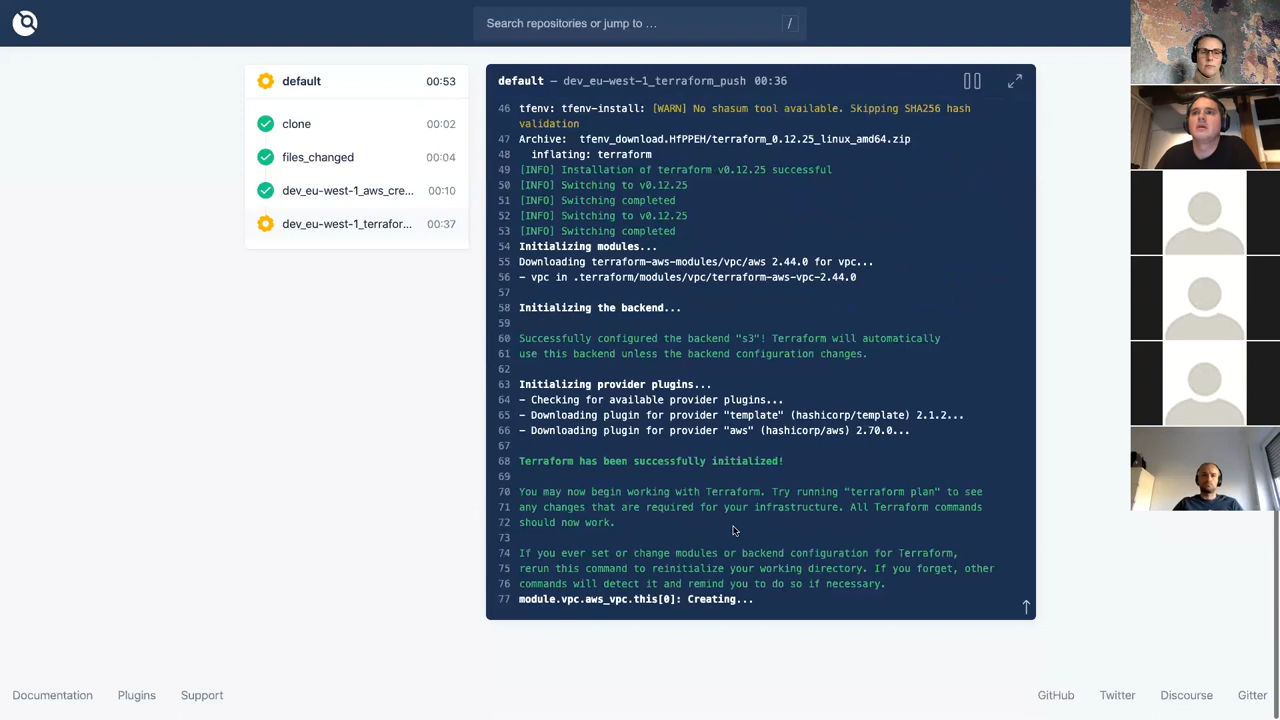 Search repositories or jump to …
/
default
00:53
clone
00:02
files_changed
00:04
dev_eu-west-1_aws_cre...
00:10
dev_eu-west-1_terrafor...
00:37
default — dev_eu-west-1_terraform_push 00:36
46 tfenv: tfenv-install: [WARN] No shasum tool available. Skipping SHA256 hash
validation
47 Archive: tfenv_download.HfPPEH/terraform_0.12.25_linux_amd64.zip
48 inflating: terraform
49 [INFO] Installation of terraform v0.12.25 successful
50 [INFO] Switching to v0.12.25
51 [INFO] Switching completed
52 [INFO] Switching to v0.12.25
53 [INFO] Switching completed
54 Initializing modules...
55 Downloading terraform-aws-modules/vpc/aws 2.44.0 for vpc...
56 - vpc in .terraform/modules/vpc/terraform-aws-vpc-2.44.0
57
58 Initializing the backend...
59
60 Successfully configured the backend "s3"! Terraform will automatically
61 use this backend unless the backend configuration changes.
62
63 Initializing provider plugins...
64 - Checking for available provider plugins...
65 - Downloading plugin for provider "template" (hashicorp/template) 2.1.2...
66 - Downloading plugin for provider "aws" (hashicorp/aws) 2.70.0...
67
68 Terraform has been successfully initialized!
69
70 You may now begin working with Terraform. Try running "terraform plan" to see
71 any changes that are required for your infrastructure. All Terraform commands
72 should now work.
73
74 If you ever set or change modules or backend configuration for Terraform,
75 rerun this command to reinitialize your working directory. If you forget, other
76 commands will detect it and remind you to do so if necessary.
77 module.vpc.aws_vpc.this[0]: Creating...
Documentation Plugins Support GitHub Twitter Discourse Gitter